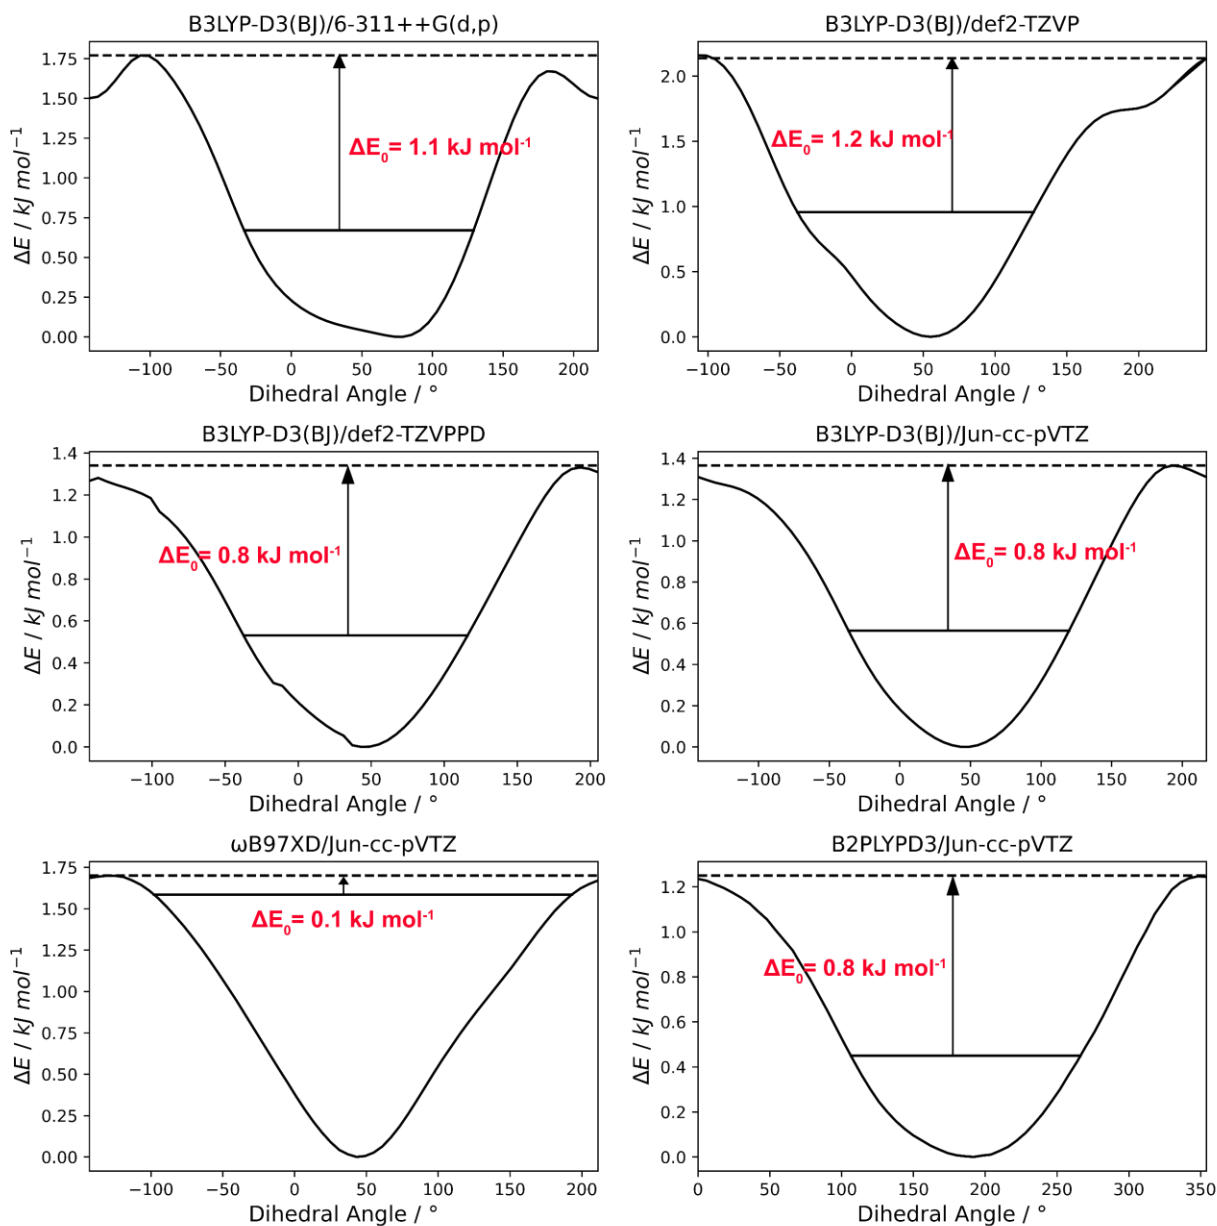 B3LYP-D3(BJ)/6-311++G(d,p)
1.75
1.50
1.25
1.00
0.75
0.50
0.25
0.00
ΔE / kJ mol⁻¹
ΔE₀= 1.1 kJ mol⁻¹
−100 −50 0 50 100 150 200
Dihedral Angle / °
B3LYP-D3(BJ)/def2-TZVP
2.0
1.5
1.0
0.5
0.0
ΔE / kJ mol⁻¹
ΔE₀= 1.2 kJ mol⁻¹
−100 −50 0 50 100 150 200
Dihedral Angle / °
B3LYP-D3(BJ)/def2-TZVPPD
1.4
1.2
1.0
0.8
0.6
0.4
0.2
0.0
ΔE / kJ mol⁻¹
ΔE₀= 0.8 kJ mol⁻¹
−100 −50 0 50 100 150 200
Dihedral Angle / °
B3LYP-D3(BJ)/Jun-cc-pVTZ
1.4
1.2
1.0
0.8
0.6
0.4
0.2
0.0
ΔE / kJ mol⁻¹
ΔE₀= 0.8 kJ mol⁻¹
−100 −50 0 50 100 150 200
Dihedral Angle / °
ωB97XD/Jun-cc-pVTZ
1.75
1.50
1.25
1.00
0.75
0.50
0.25
0.00
ΔE / kJ mol⁻¹
ΔE₀= 0.1 kJ mol⁻¹
−100 −50 0 50 100 150 200
Dihedral Angle / °
B2PLYPD3/Jun-cc-pVTZ
1.2
1.0
0.8
0.6
0.4
0.2
0.0
ΔE / kJ mol⁻¹
ΔE₀= 0.8 kJ mol⁻¹
0 50 100 150 200 250 300 350
Dihedral Angle / °